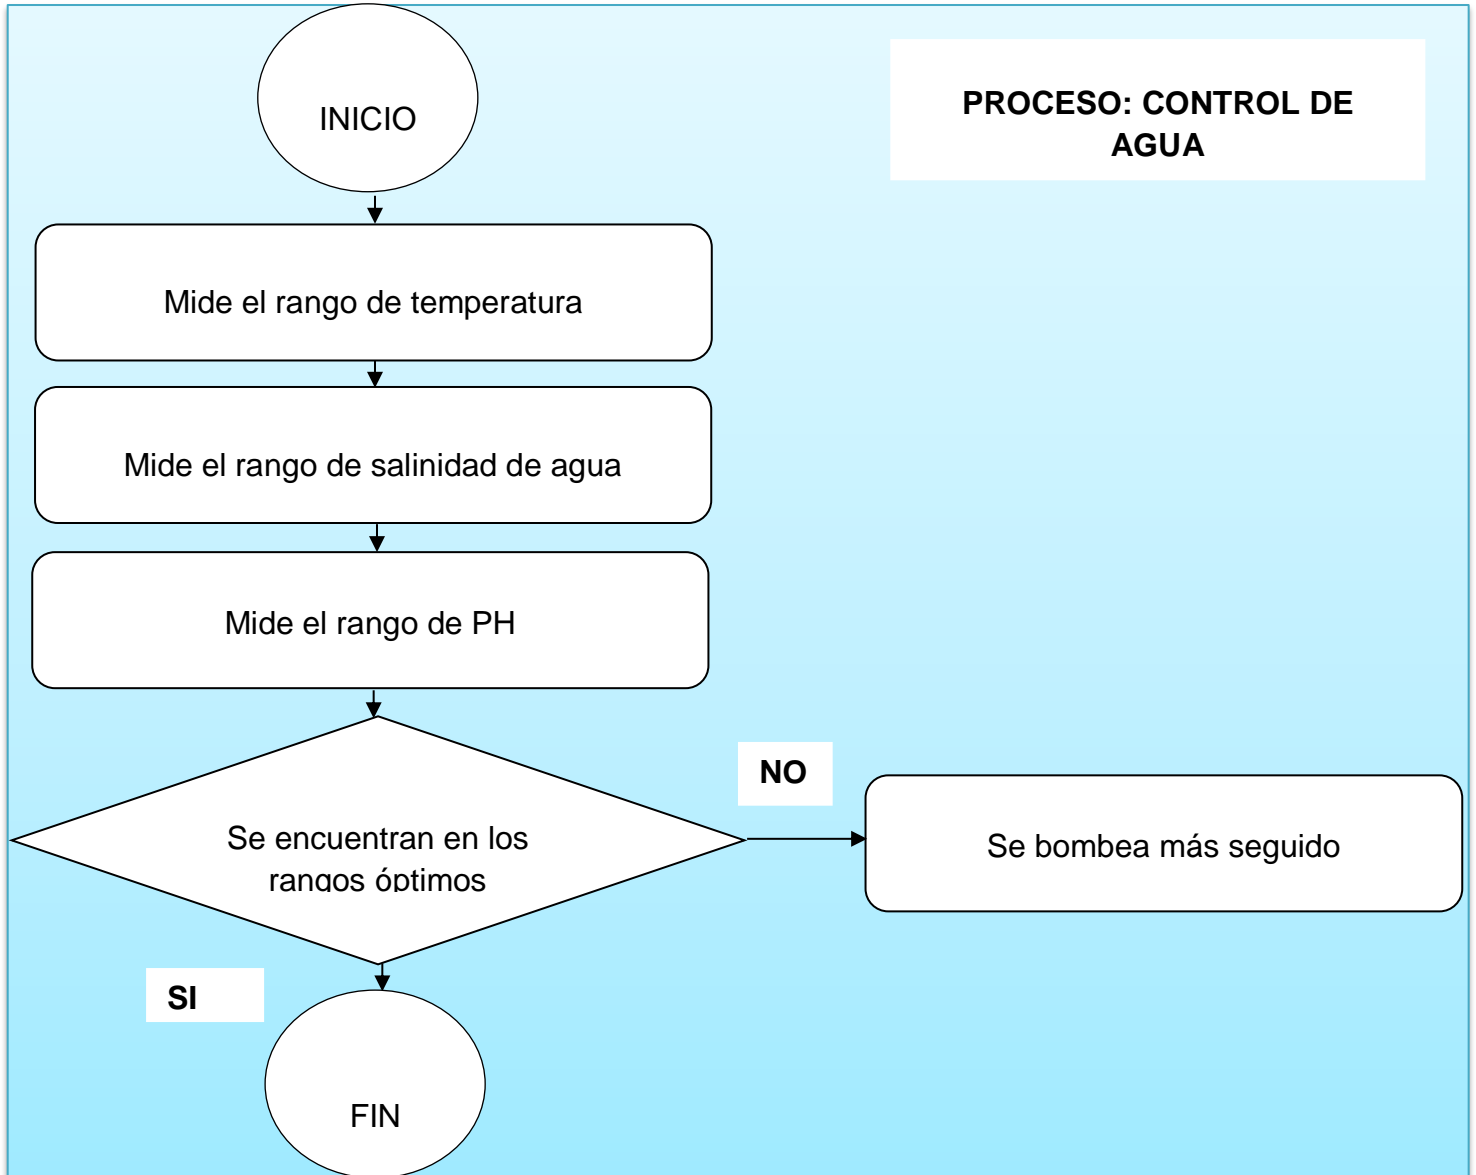 INICIO
PROCESO: CONTROL DE
AGUA
Mide el rango de temperatura
Mide el rango de salinidad de agua
Mide el rango de PH
Se encuentran en los
rangos óptimos
NO
Se bombea más seguido
SI
FIN